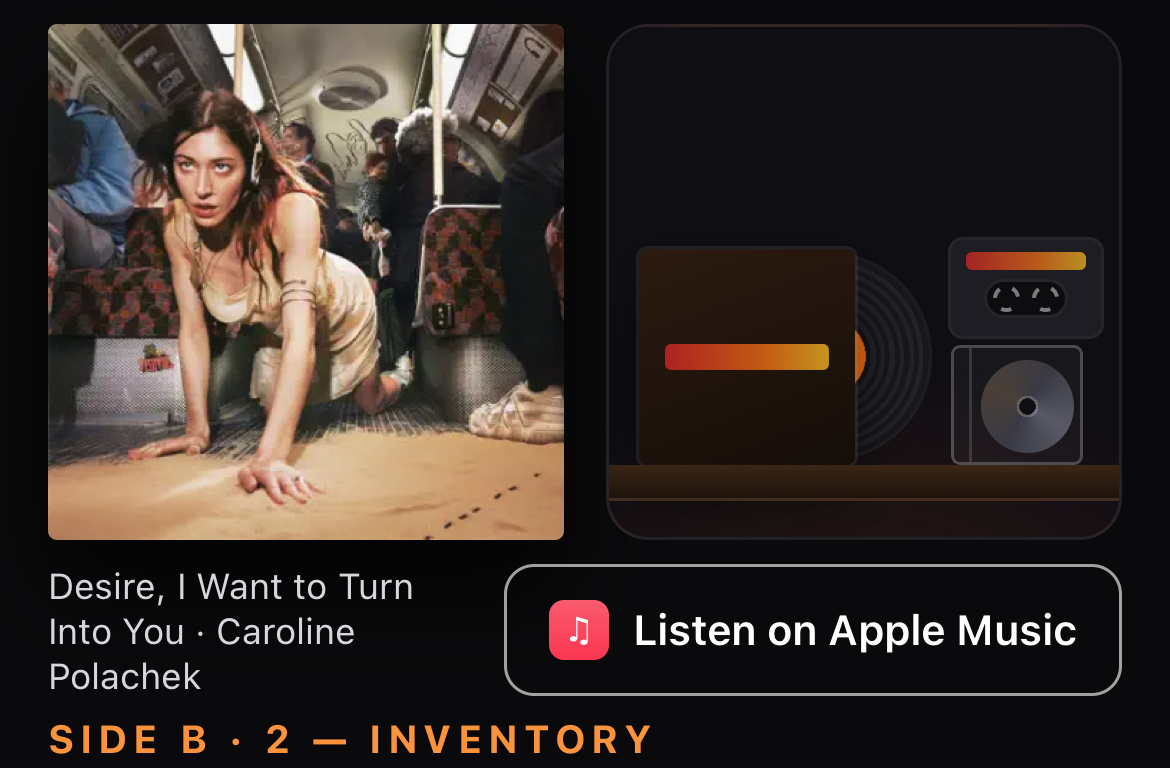 Desire, I Want to Turn
Into You · Caroline
Polachek
Listen on Apple Music
SIDE B · 2 — INVENTORY